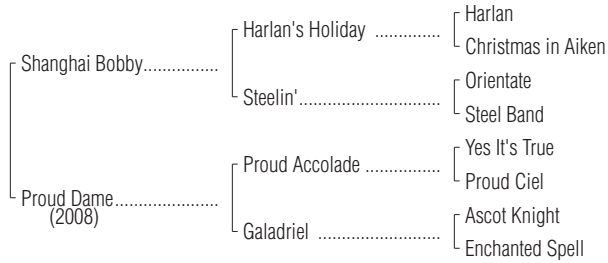 Harlan
Harlan's Holiday ..............
Christmas in Aiken
Shanghai Bobby................
Orientate
Steelin'..............................
Steel Band
Yes It's True
Proud Accolade ................
Proud Ciel
Proud Dame......................
(2008)
Ascot Knight
Galadriel ..........................
Enchanted Spell